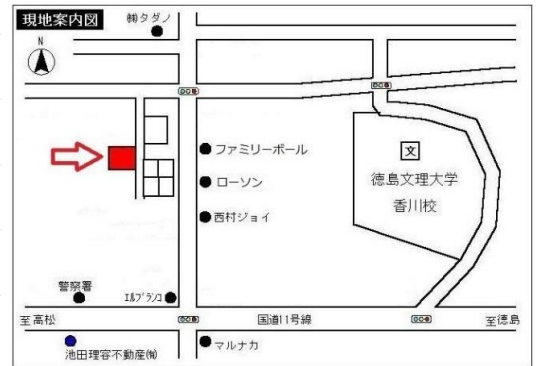 現地案内図
㈱タダノ
N
ファミリーボール
文
徳島文理大学
香川校
ローソン
西村ジョイ
警察署
ｴﾙﾌﾞﾗﾝｺ
至高松
国道11号線
至徳島
池田理容不動産㈲
マルナカ